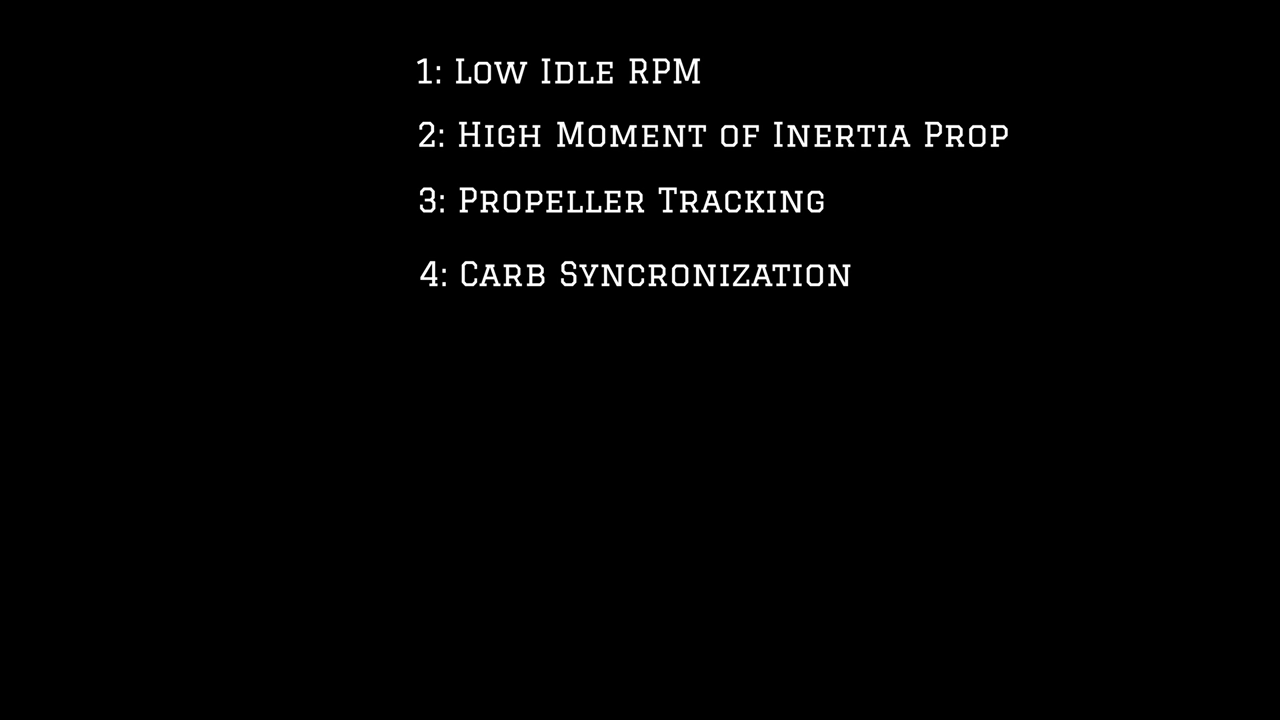 1: Low Idle RPM
2: High Moment of Inertia Prop
3: Propeller Tracking
4: Carb Syncronization